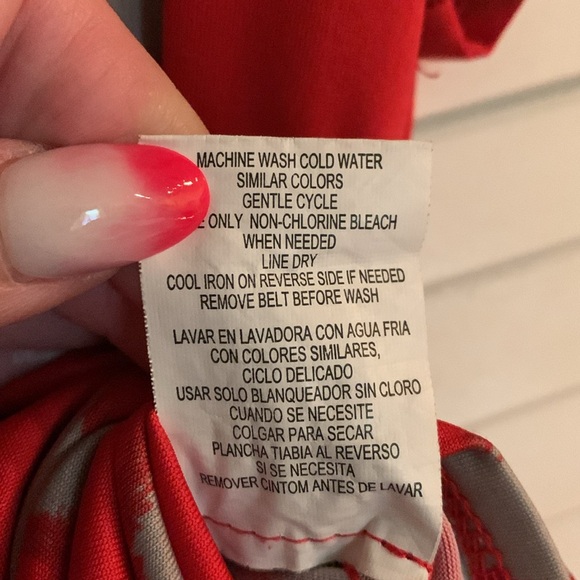 MACHINE WASH COLD WATER
SIMILAR COLORS
GENTLE CYCLE
ONLY NON-CHLORINE BLEACH
WHEN NEEDED
LINE DRY
COOL IRON ON REVERSE SIDE IF NEEDED
REMOVE BELT BEFORE WASH
LAVAR EN LAVADORA CON AGUA FRIA
CON COLORES SIMILARES,
CICLO DELICADO
USAR SOLO BLANQUEADOR SIN CLORO
CUANDO SE NECESITE
COLGAR PARA SECAR
PLANCHA TIABIA AL REVERSO
SI SE NECESITA
REMOVER CINTOM ANTES DE LAVAR